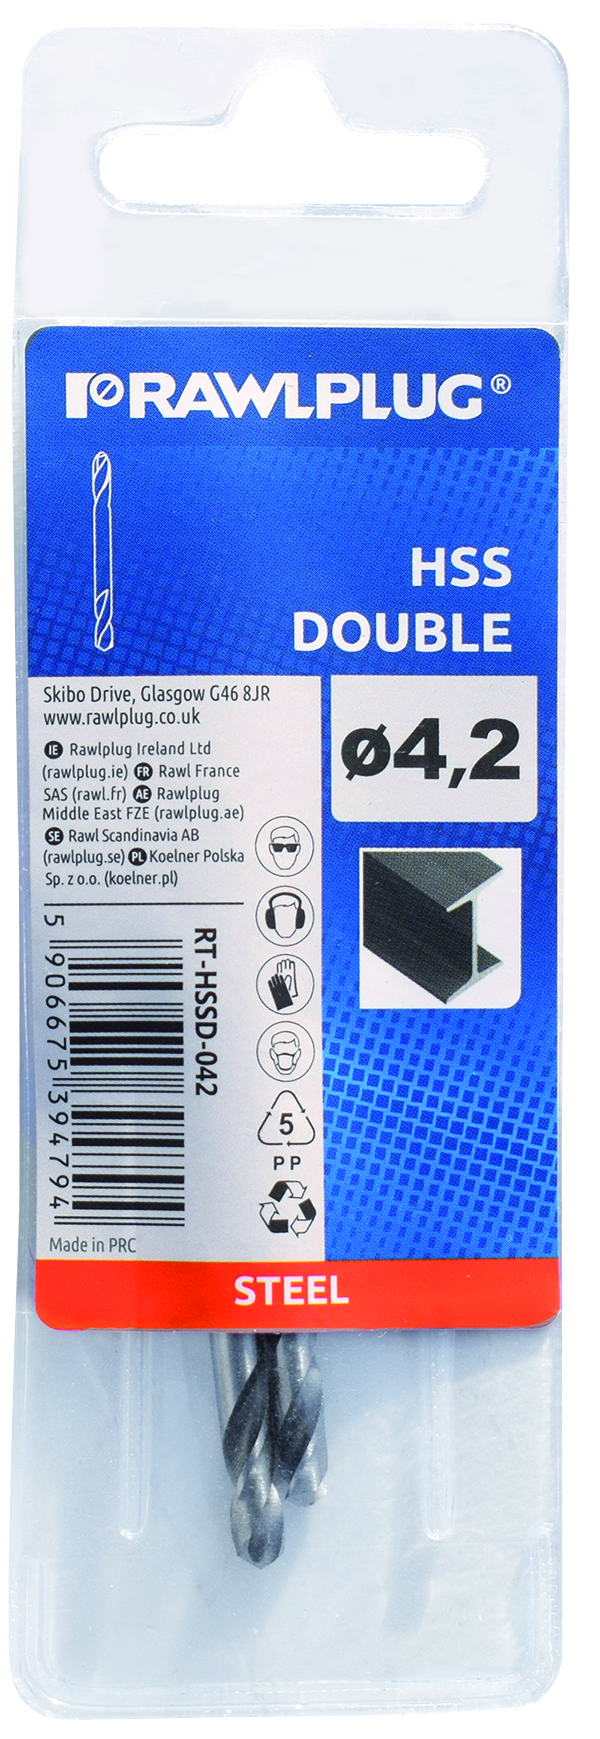 RAWLPLUG®
HSS
DOUBLE
Skibo Drive, Glasgow G46 8JR
www.rawlplug.co.uk
IE Rawlplug Ireland Ltd
(rawlplug.ie) FR Rawl France
SAS (rawl.fr) AE Rawlplug
Middle East FZE (rawlplug.ae)
SE Rawl Scandinavia AB
(rawlplug.se) PL Koelner Polska
Sp. z o.o. (koelner.pl)
ø4,2
RT-HSSD-042
5 906675 394794
5
PP
Made in PRC
STEEL